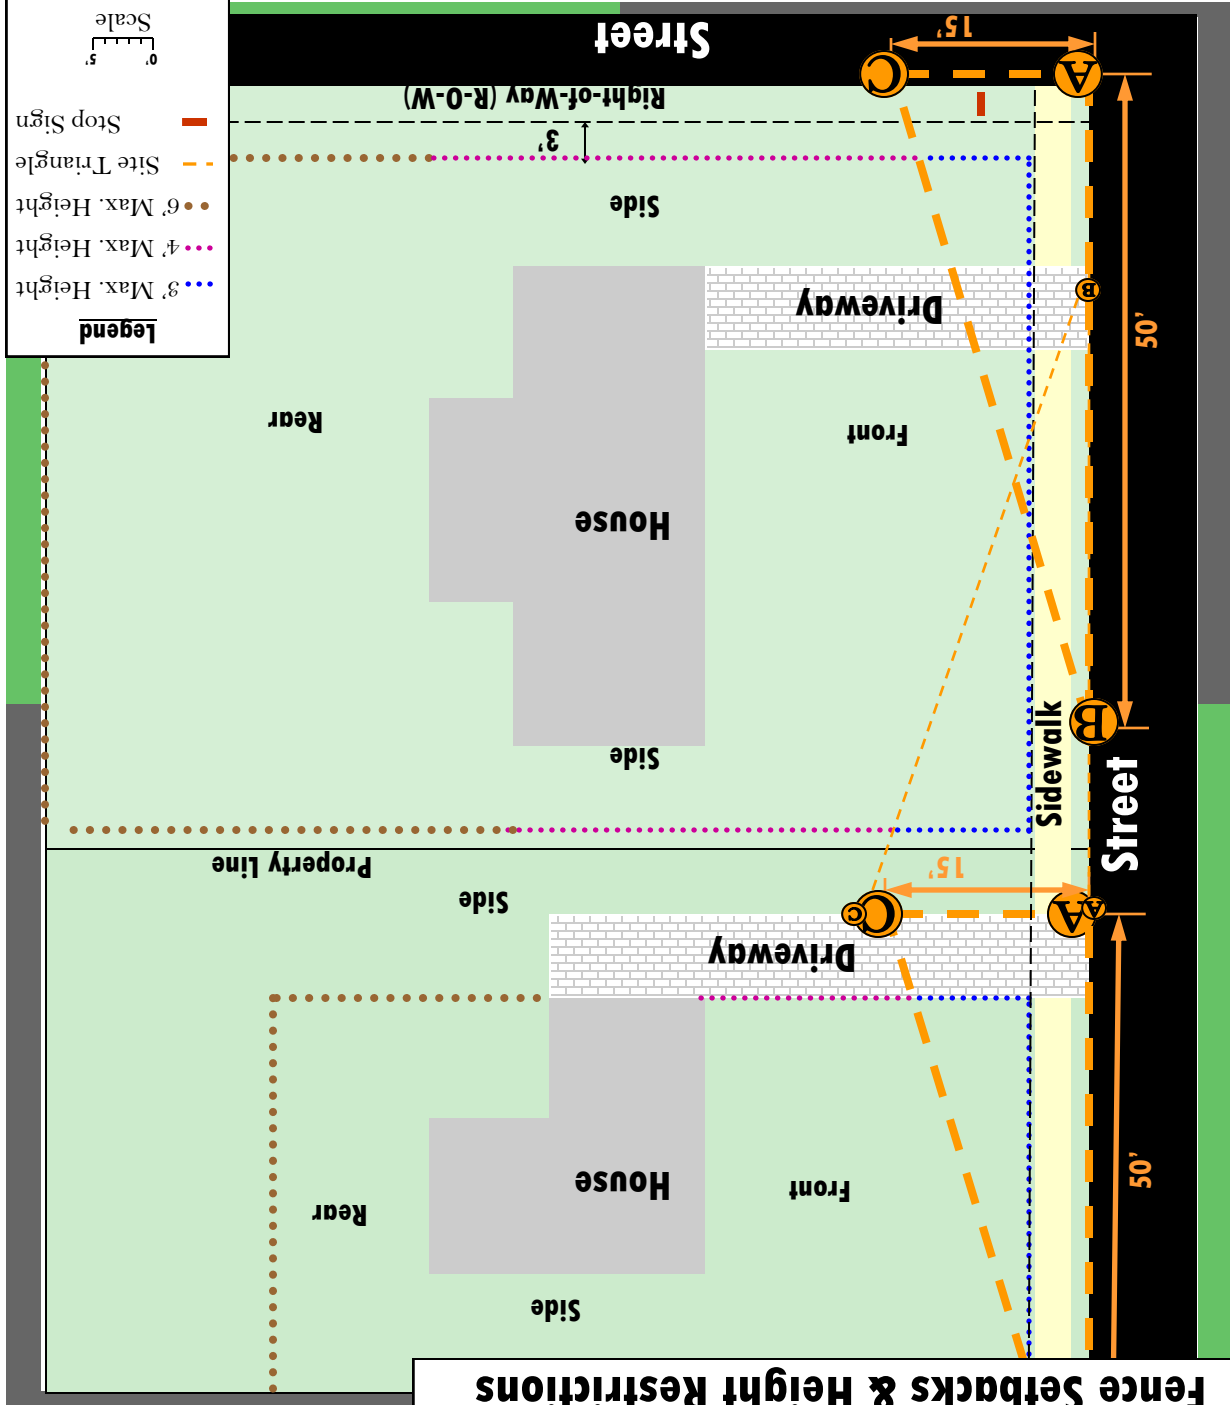 Fence Setbacks & Height Restrictions
Side
Rear
Front
House
50'
Driveway
A
A
C
C
Side
15'
Property Line
Street
Sidewalk
Side
B
House
Front
Rear
50'
Driveway
B
Side
3'
Right-of-Way (R-O-W)
A
C
Street
15'
Legend
3' Max. Height
4' Max. Height
6' Max. Height
Site Triangle
Stop Sign
0' 5'
Scale